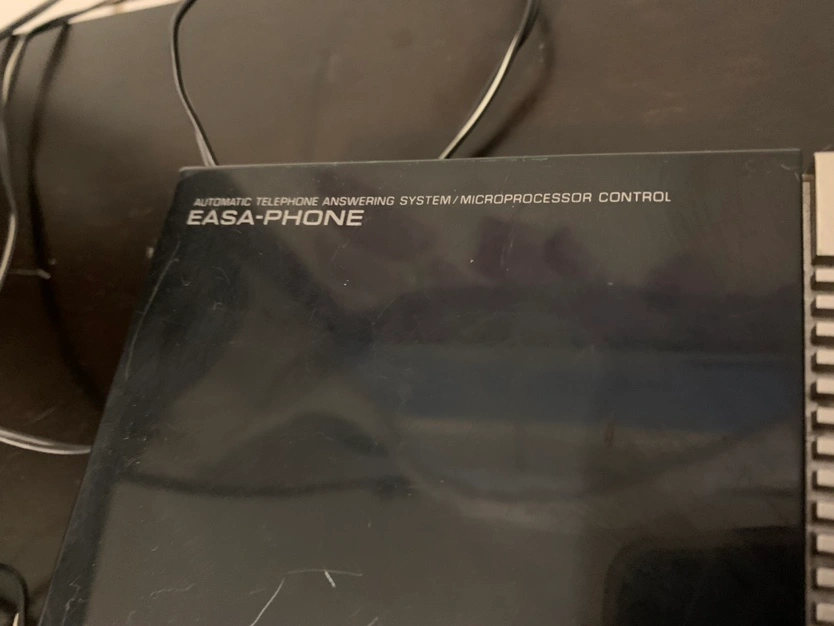 AUTOMATIC TELEPHONE ANSWERING SYSTEM/MICROPROCESSOR CONTROL
EASA-PHONE